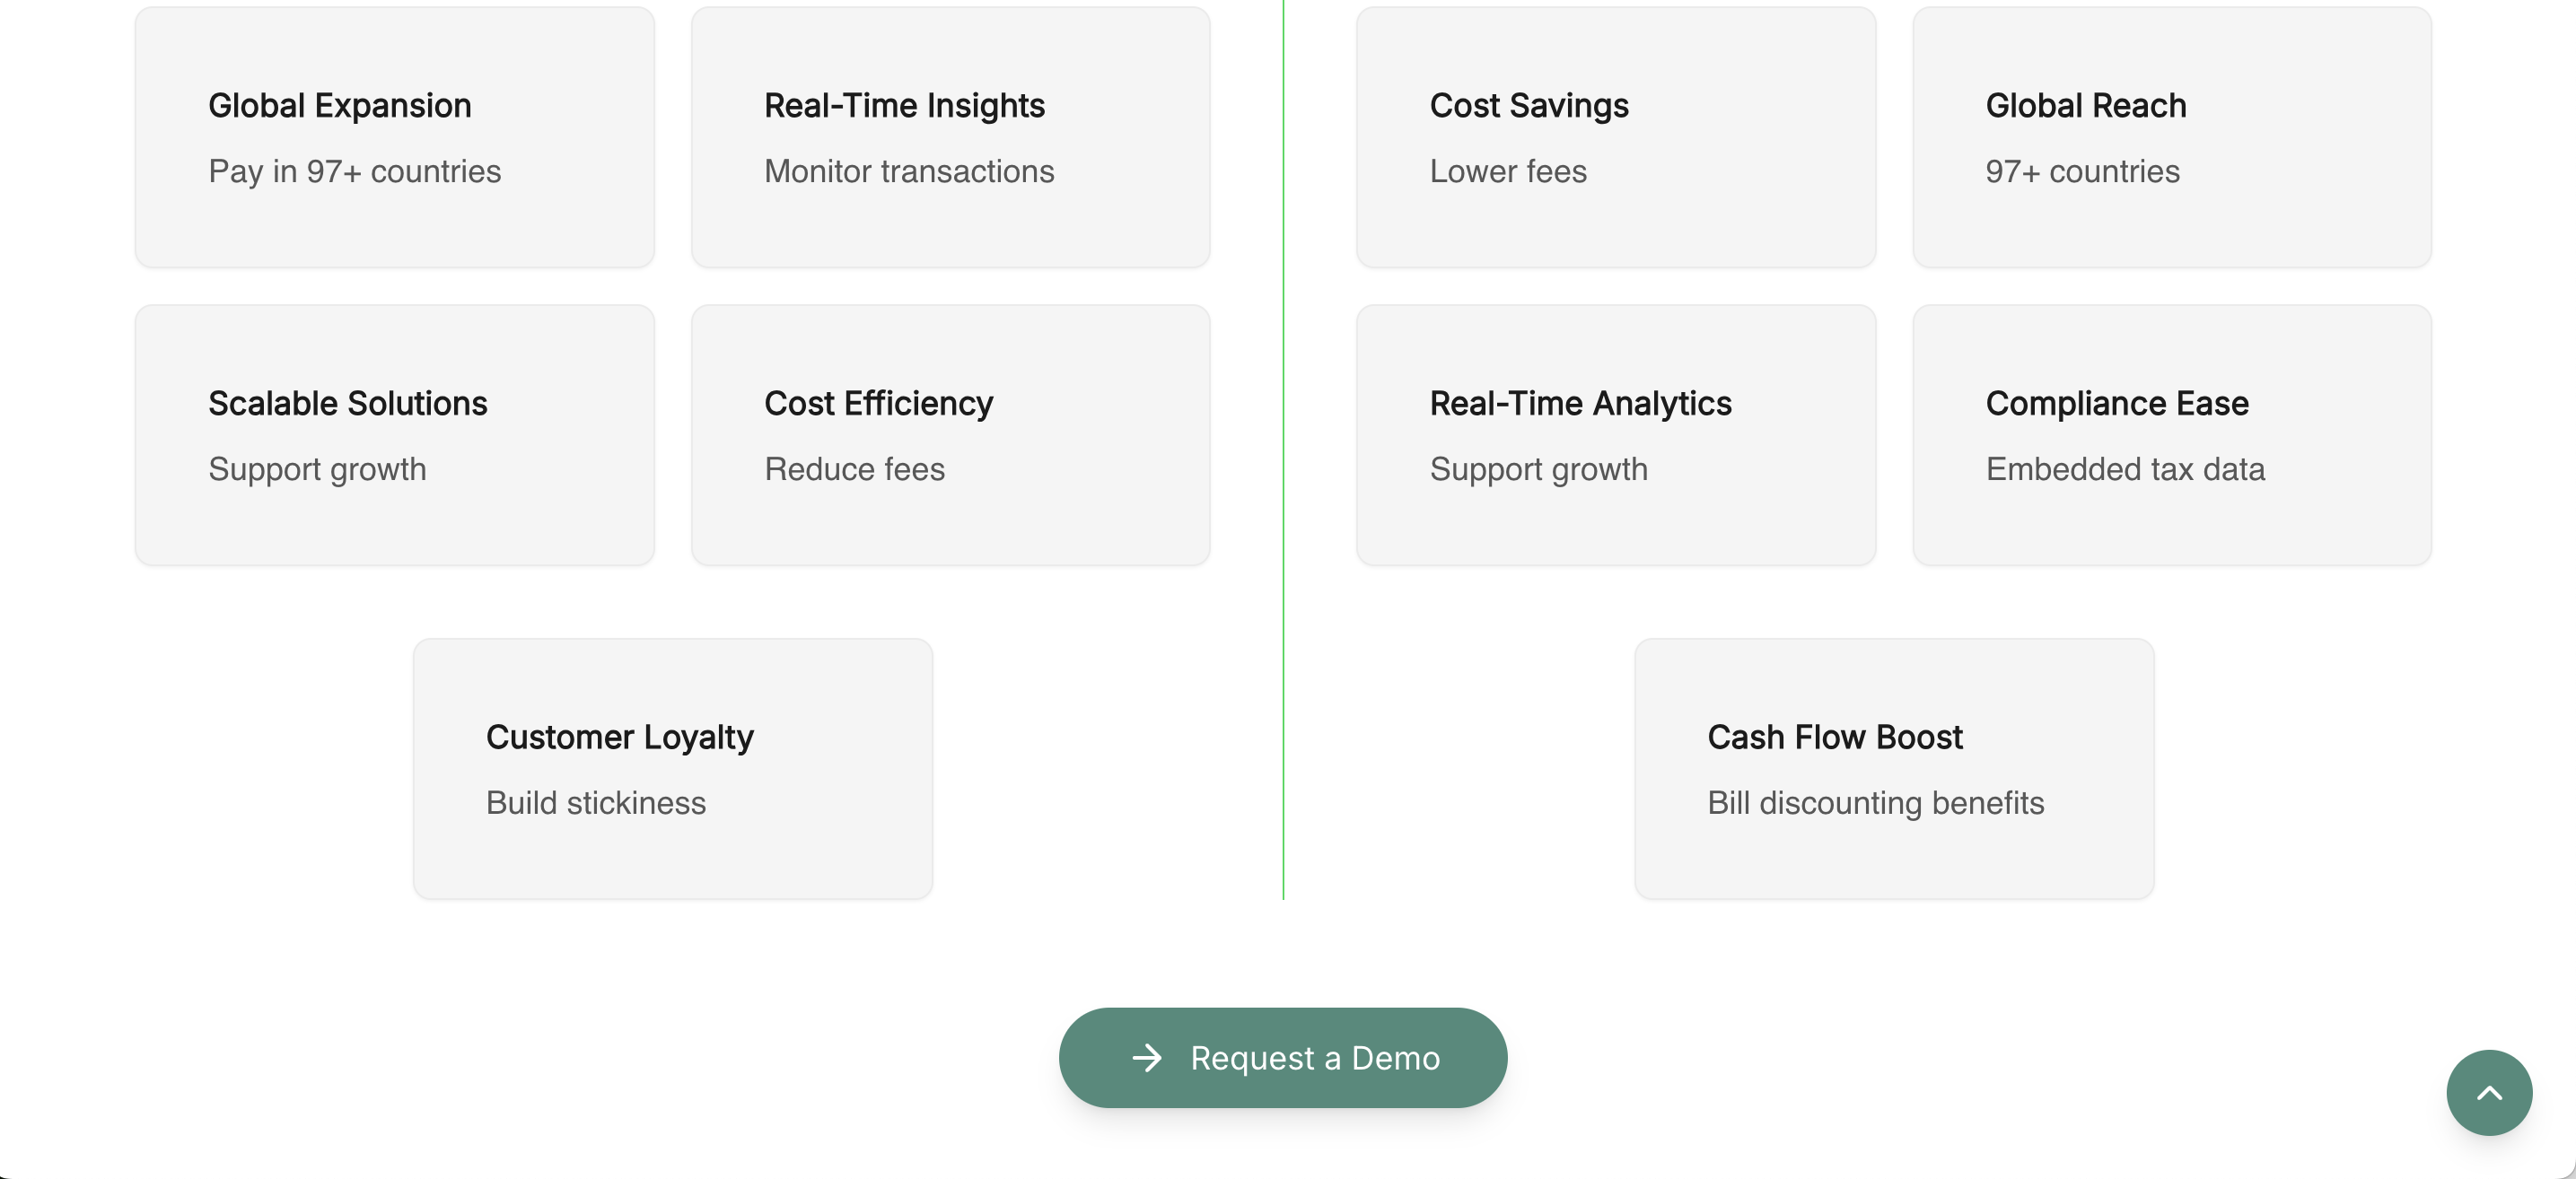 Global Expansion
Pay in 97+ countries
Real-Time Insights
Monitor transactions
Scalable Solutions
Support growth
Cost Efficiency
Reduce fees
Customer Loyalty
Build stickiness
Cost Savings
Lower fees
Global Reach
97+ countries
Real-Time Analytics
Support growth
Compliance Ease
Embedded tax data
Cash Flow Boost
Bill discounting benefits
Request a Demo